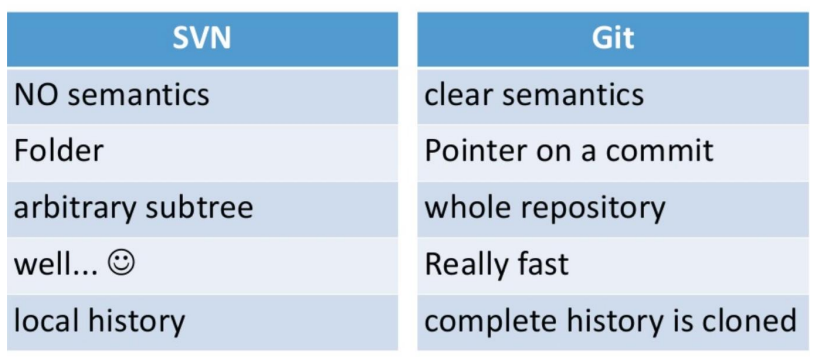 SVN Git
NO semantics clear semantics
Folder Pointer on a commit
arbitrary subtree whole repository
well... ☺ Really fast
local history complete history is cloned